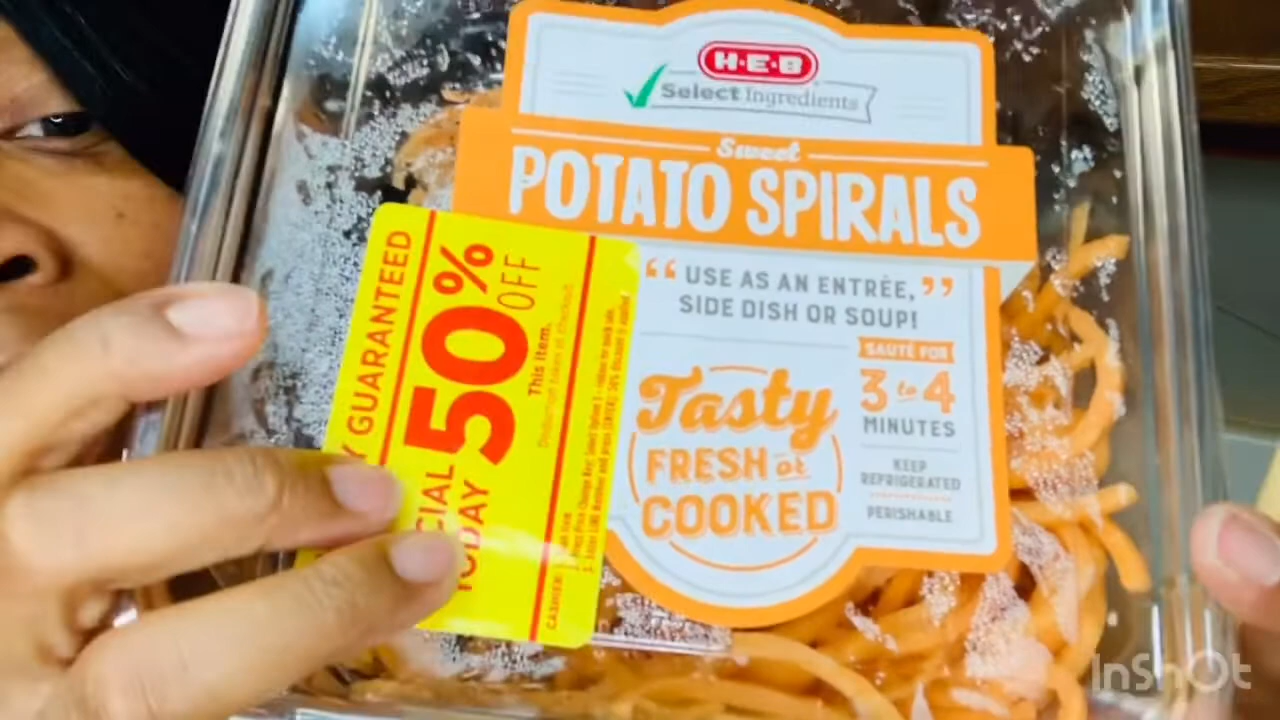 H-E-B
Select Ingredients
Sweet
POTATO SPIRALS
“ USE AS AN ENTRÉE, ”
SIDE DISH OR SOUP!
SAUTÉ FOR
3 to 4
MINUTES
KEEP
REFRIGERATED
PERISHABLE
Tasty
FRESH or
COOKED
GUARANTEED
CIAL
TODAY
50%
OFF
This item.
InShOt